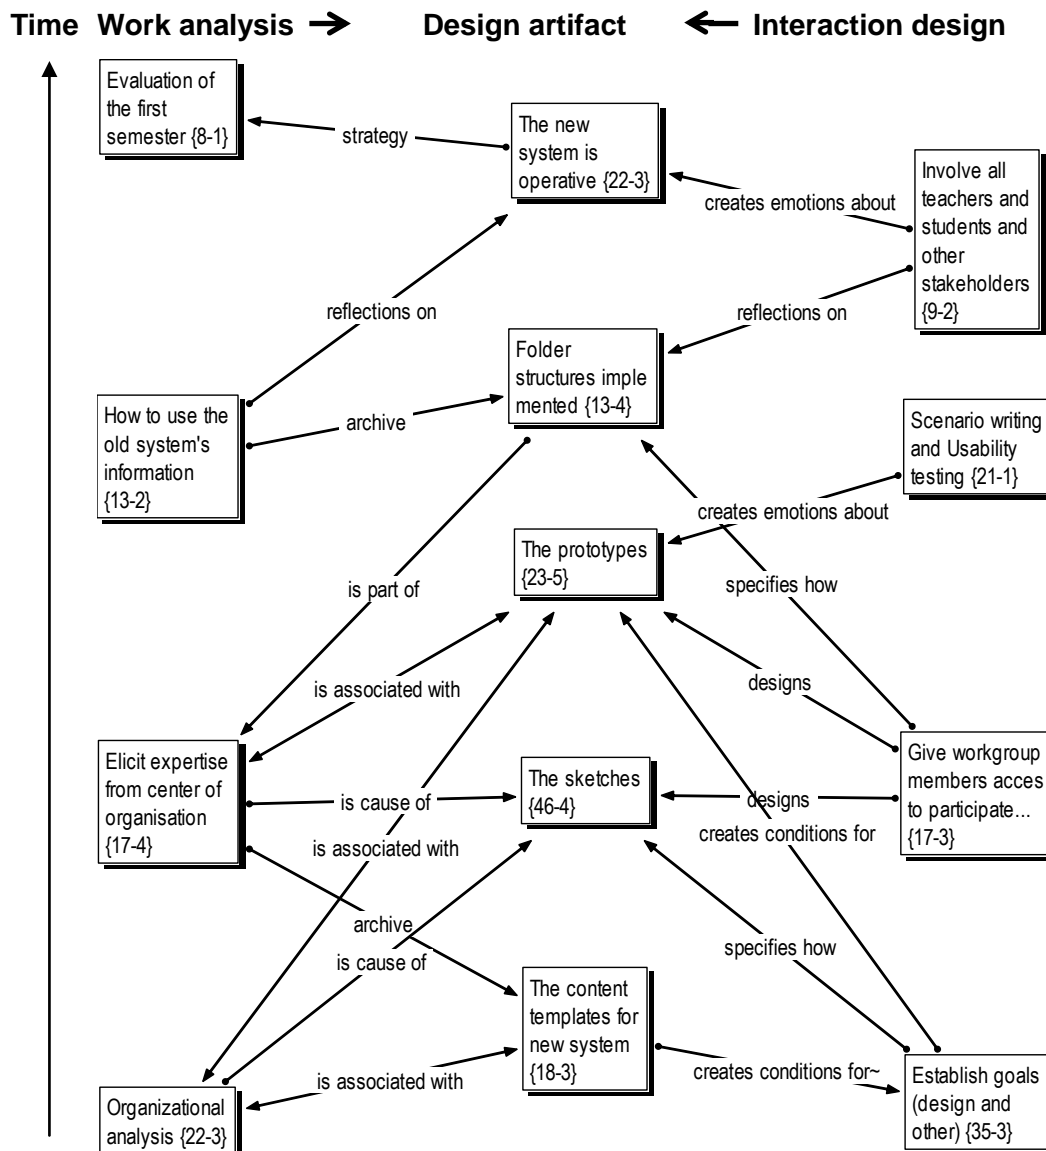 Time Work analysis → Design artifact ← Interaction design
Evaluation of
the first
semester {8-1}
strategy
The new
system is
operative {22-3}
Involve all
teachers and
students and
other
stakeholders
{9-2}
creates emotions about
reflections on
reflections on
Folder
structures imple
mented {13-4}
How to use the
old system's
information
{13-2}
archive
Scenario writing
and Usability
testing {21-1}
creates emotions about
The prototypes
{23-5}
is part of
specifies how
is associated with
designs
Elicit expertise
from center of
organisation
{17-4}
is cause of
The sketches
{46-4}
designs
Give workgroup
members acces
to participate...
{17-3}
is associated with
creates conditions for
archive
is cause of
specifies how
The content
templates for
new system
{18-3}
is associated with
creates conditions for~
Organizational
analysis {22-3}
Establish goals
(design and
other) {35-3}